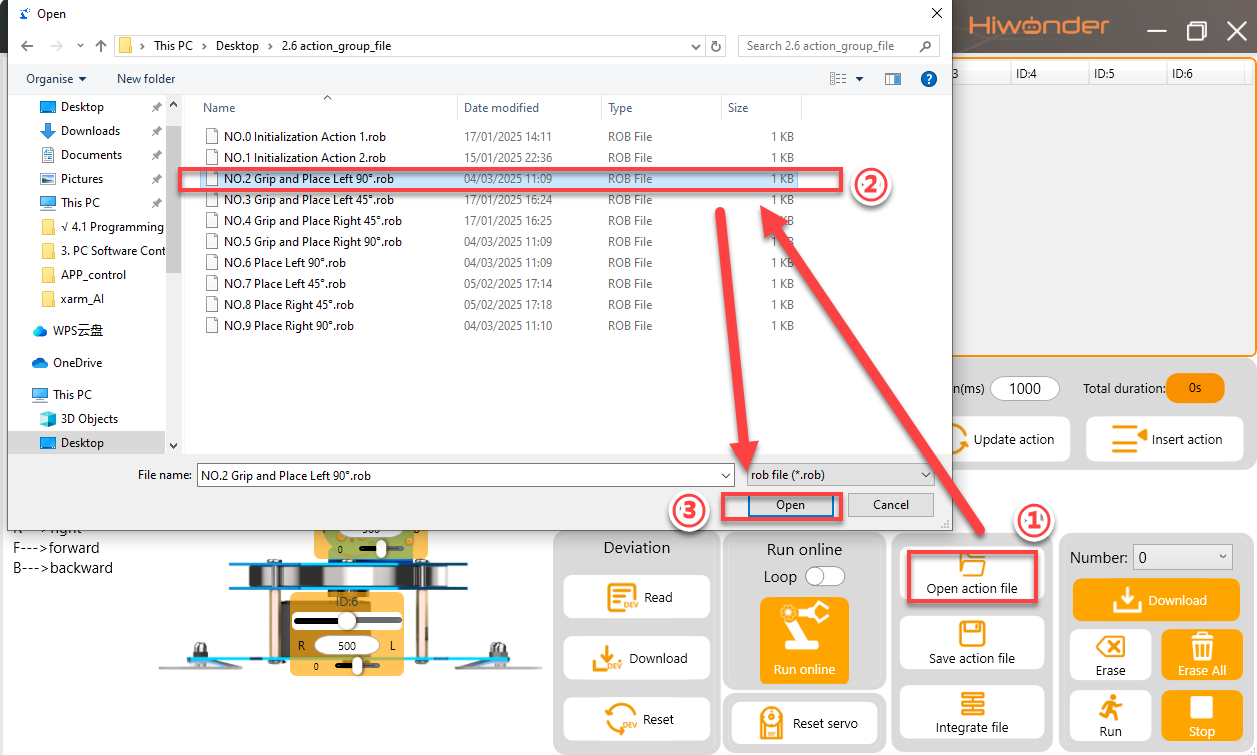 Open
Hiwonder
This PC > Desktop > 2.6 action_group_file
Search 2.6 action_group_file
Organise New folder
3 ID:4 ID:5 ID:6
Name Date modified Type Size
Desktop
Downloads
Documents
Pictures
This PC
√ 4.1 Programming
3. PC Software Cont
APP_control
xarm_AI
WPS云盘
OneDrive
This PC
3D Objects
Desktop
NO.0 Initialization Action 1.rob 17/01/2025 14:11 ROB File 1 KB
NO.1 Initialization Action 2.rob 15/01/2025 22:36 ROB File 1 KB
NO.2 Grip and Place Left 90°.rob 04/03/2025 11:09 ROB File 1 KB
②
NO.3 Grip and Place Left 45°.rob 17/01/2025 16:24 ROB File 1 KB
NO.4 Grip and Place Right 45°.rob 17/01/2025 16:25 ROB File KB
NO.5 Grip and Place Right 90°.rob 04/03/2025 11:09 ROB File 1 KB
NO.6 Place Left 90°.rob 04/03/2025 11:09 ROB File 1 KB
NO.7 Place Left 45°.rob 05/02/2025 17:14 ROB File 1 KB
NO.8 Place Right 45°.rob 05/02/2025 17:18 ROB File 1 KB
NO.9 Place Right 90°.rob 04/03/2025 11:10 ROB File 1 KB
n(ms) 1000 Total duration: 0s
Update action Insert action
File name: NO.2 Grip and Place Left 90°.rob rob file (*.rob)
③ Open Cancel
①
R--->right
F--->forward
B--->backward
500
0
ID:6
R 500 L
0
Deviation
Read
Download
Reset
Run online
Loop
Run online
Reset servo
Open action file
Save action file
Integrate file
Number: 0
Download
Erase Erase All
Run Stop